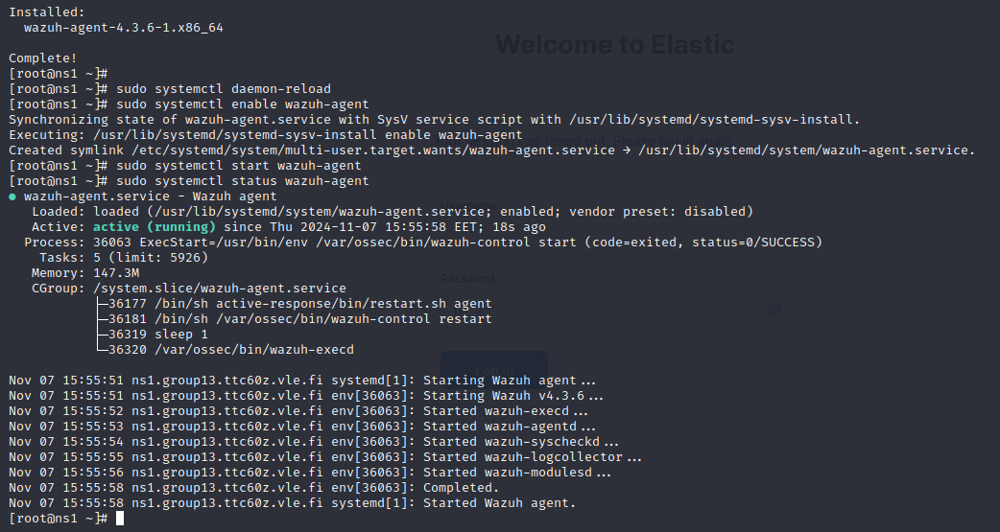 Installed:
wazuh-agent-4.3.6-1.x86_64
Welcome to Elastic
Complete!
[root@ns1 ~]#
[root@ns1 ~]# sudo systemctl daemon-reload
[root@ns1 ~]# sudo systemctl enable wazuh-agent
Synchronizing state of wazuh-agent.service with SysV service script with /usr/lib/systemd/systemd-sysv-install.
Executing: /usr/lib/systemd/systemd-sysv-install enable wazuh-agent
Created symlink /etc/systemd/system/multi-user.target.wants/wazuh-agent.service → /usr/lib/systemd/system/wazuh-agent.service.
[root@ns1 ~]# sudo systemctl start wazuh-agent
[root@ns1 ~]# sudo systemctl status wazuh-agent
● wazuh-agent.service - Wazuh agent
Loaded: loaded (/usr/lib/systemd/system/wazuh-agent.service; enabled; vendor preset: disabled)
Active: active (running) since Thu 2024-11-07 15:55:58 EET; 18s ago
Process: 36063 ExecStart=/usr/bin/env /var/ossec/bin/wazuh-control start (code=exited, status=0/SUCCESS)
Tasks: 5 (limit: 5926)
Memory: 147.3M
Password
CGroup: /system.slice/wazuh-agent.service
├─36177 /bin/sh active-response/bin/restart.sh agent
├─36181 /bin/sh /var/ossec/bin/wazuh-control restart
├─36319 sleep 1
└─36320 /var/ossec/bin/wazuh-execd
Log in
Nov 07 15:55:51 ns1.group13.ttc60z.vle.fi systemd[1]: Starting Wazuh agent...
Nov 07 15:55:51 ns1.group13.ttc60z.vle.fi env[36063]: Starting Wazuh v4.3.6...
Nov 07 15:55:52 ns1.group13.ttc60z.vle.fi env[36063]: Started wazuh-execd...
Nov 07 15:55:53 ns1.group13.ttc60z.vle.fi env[36063]: Started wazuh-agentd...
Nov 07 15:55:54 ns1.group13.ttc60z.vle.fi env[36063]: Started wazuh-syscheckd...
Nov 07 15:55:55 ns1.group13.ttc60z.vle.fi env[36063]: Started wazuh-logcollector...
Nov 07 15:55:56 ns1.group13.ttc60z.vle.fi env[36063]: Started wazuh-modulesd...
Nov 07 15:55:58 ns1.group13.ttc60z.vle.fi env[36063]: Completed.
Nov 07 15:55:58 ns1.group13.ttc60z.vle.fi systemd[1]: Started Wazuh agent.
[root@ns1 ~]#